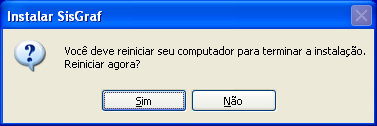 Instalar SisGraf
Você deve reiniciar seu computador para terminar a instalação.
Reiniciar agora?
Sim
Não